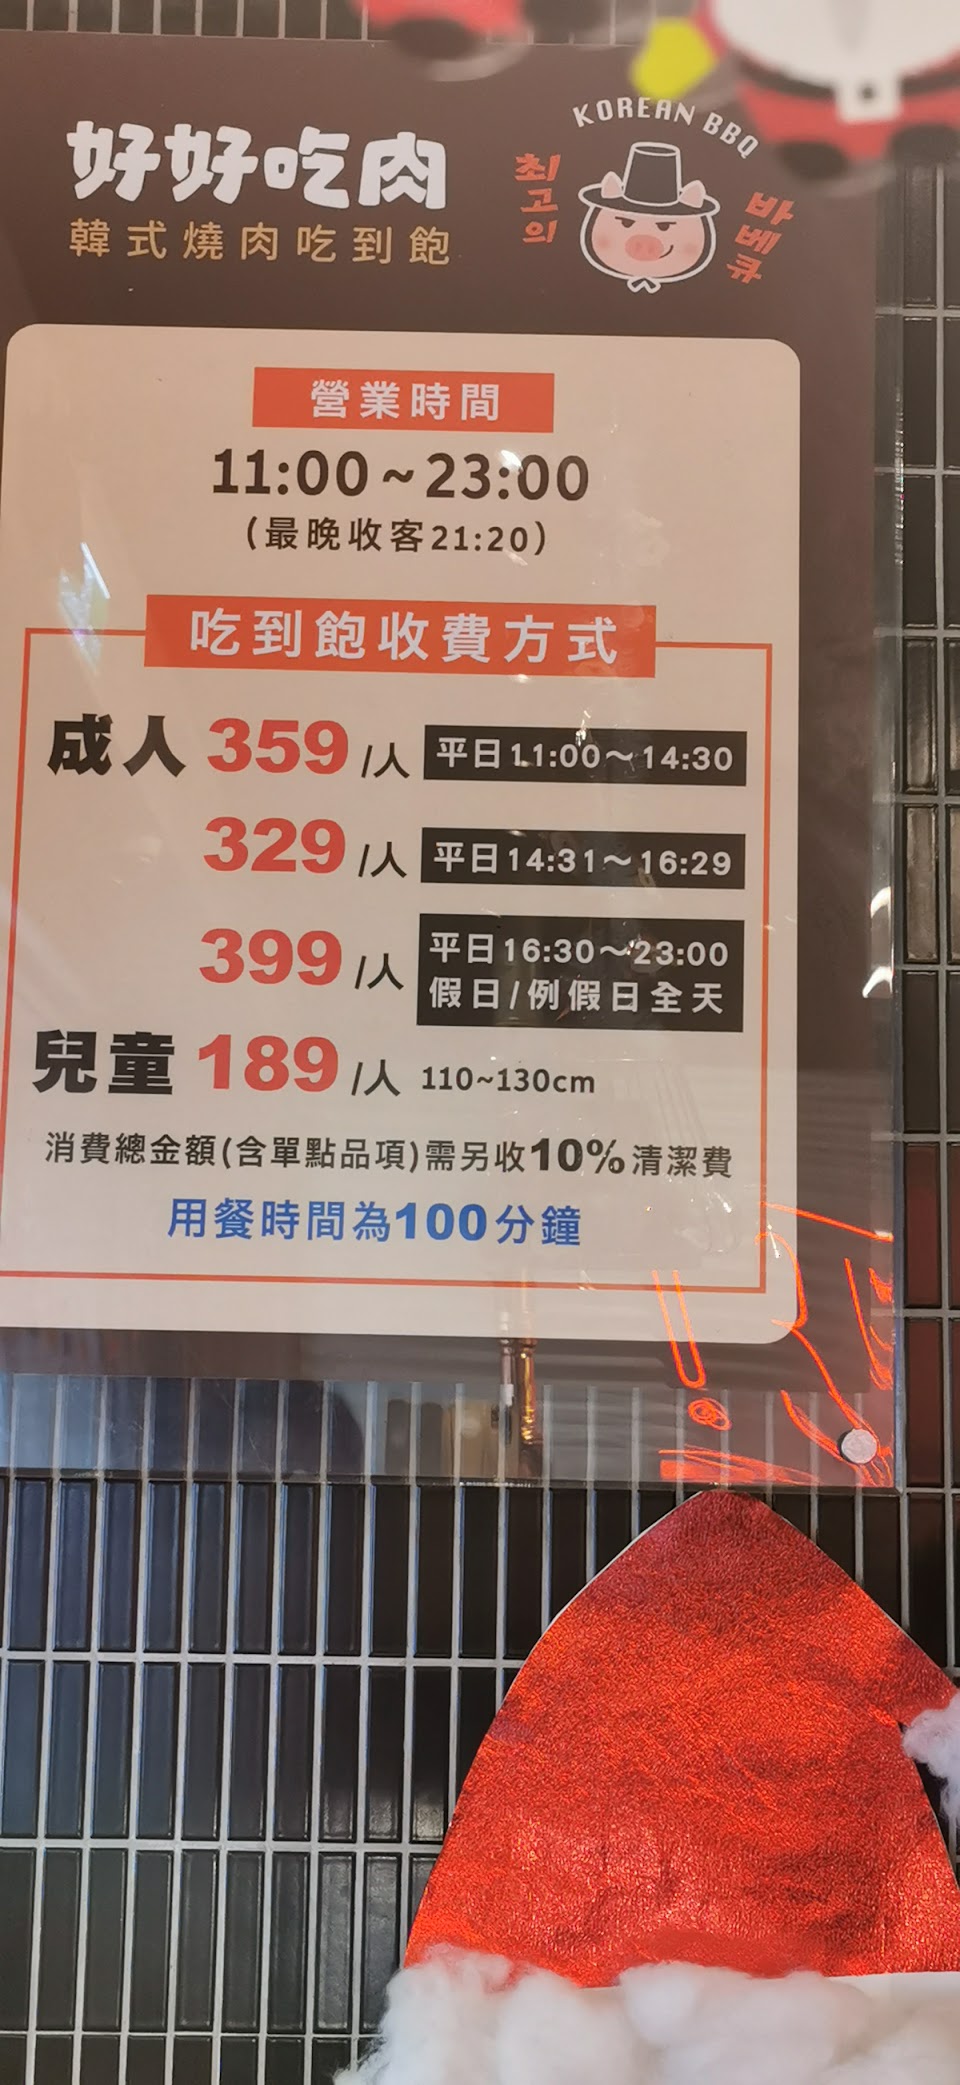 好好吃肉
韓式燒肉吃到飽
KOREAN BBQ
최고의
바베큐
營業時間
11:00~23:00
(最晚收客21:20)
吃到飽收費方式
成人 359/人 平日11:00~14:30
329/人 平日14:31~16:29
399/人 平日16:30~23:00
假日/例假日全天
兒童 189/人 110~130cm
消費總金額(含單點品項)需另收10%清潔費
用餐時間為100分鐘